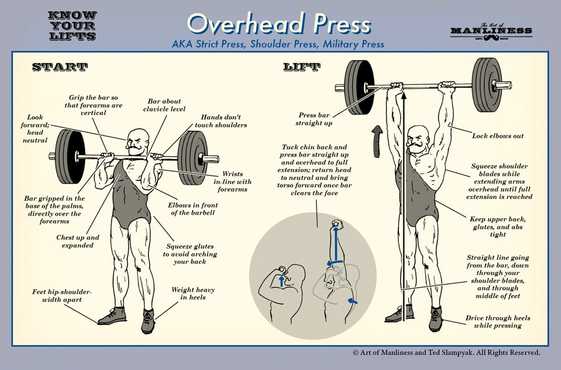 KNOW
YOUR
LIFTS
Overhead Press
AKA Strict Press, Shoulder Press, Military Press
The Art of
MANLINESS
START
Look
forward;
head
neutral
Grip the bar so
that forearms are
vertical
Bar about
clavicle level
Hands don't
touch shoulders
Wrists
in line with
forearms
Bar gripped in the
base of the palms,
directly over the
forearms
Elbows in front
of the barbell
Chest up and
expanded
Squeeze glutes
to avoid arching
your back
Feet hip-shoulder-
width apart
Weight heavy
in heels
LIFT
Press bar
straight up
Tuck chin back and
press bar straight up
and overhead to full
extension; return head
to neutral and bring
torso forward once bar
clears the face
Lock elbows out
Squeeze shoulder
blades while
extending arms
overhead until full
extension is reached
Keep upper back,
glutes, and abs
tight
Straight line going
from the bar, down
through your
shoulder blades,
and through
middle of feet
Drive through heels
while pressing
© Art of Manliness and Ted Slampyak. All Rights Reserved.